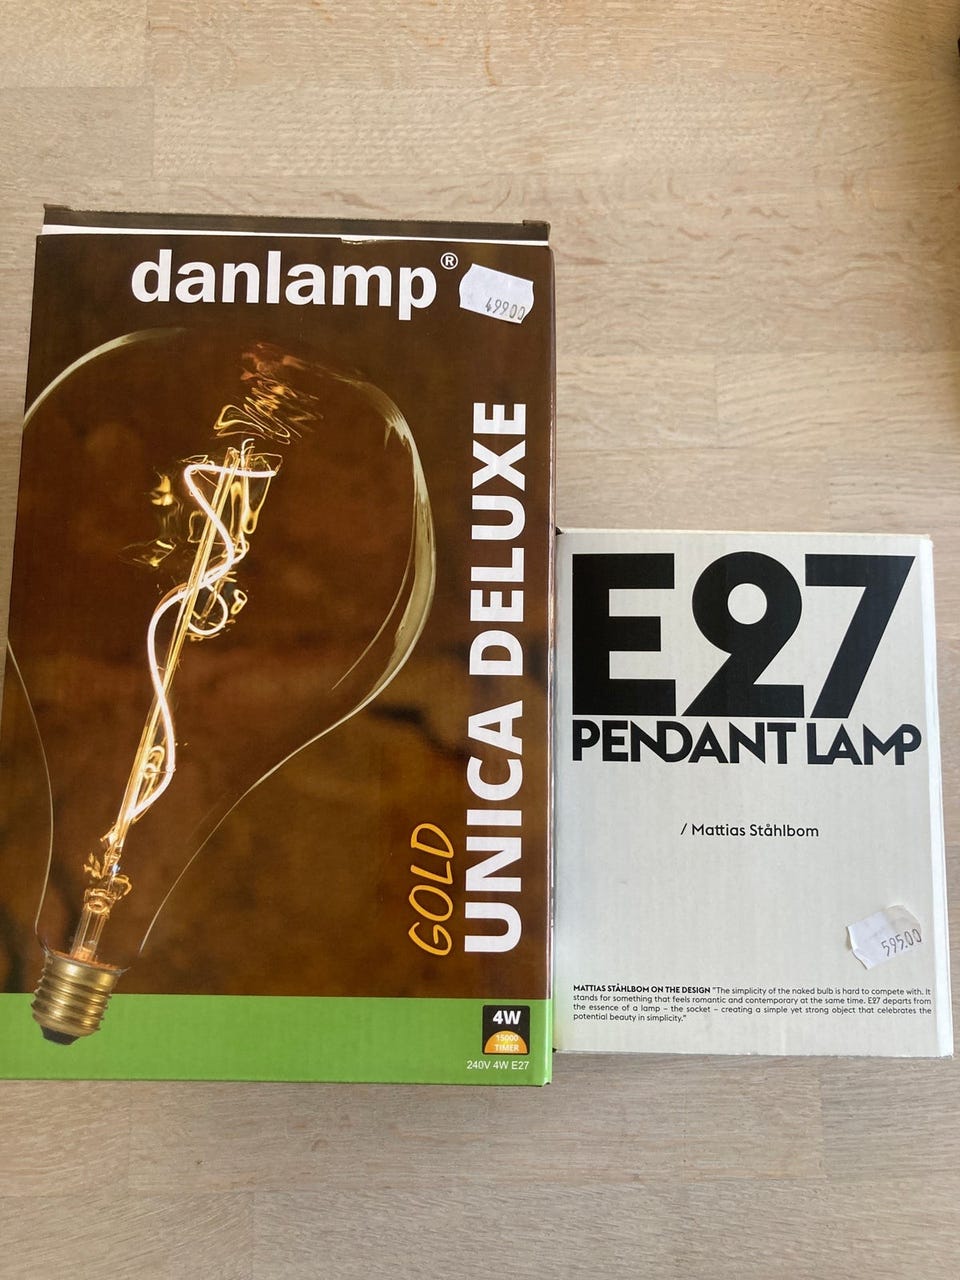 danlamp®
499.00
GOLD
UNICA DELUXE
4W
15000
TIMER
240V 4W E27
E27
PENDANT LAMP
/ Mattias Ståhlbom
595.00
MATTIAS STÅHLBOM ON THE DESIGN "The simplicity of the naked bulb is hard to compete with. It
stands for something that feels romantic and contemporary at the same time. E27 departs from
the essence of a lamp – the socket – creating a simple yet strong object that celebrates the
potential beauty in simplicity."